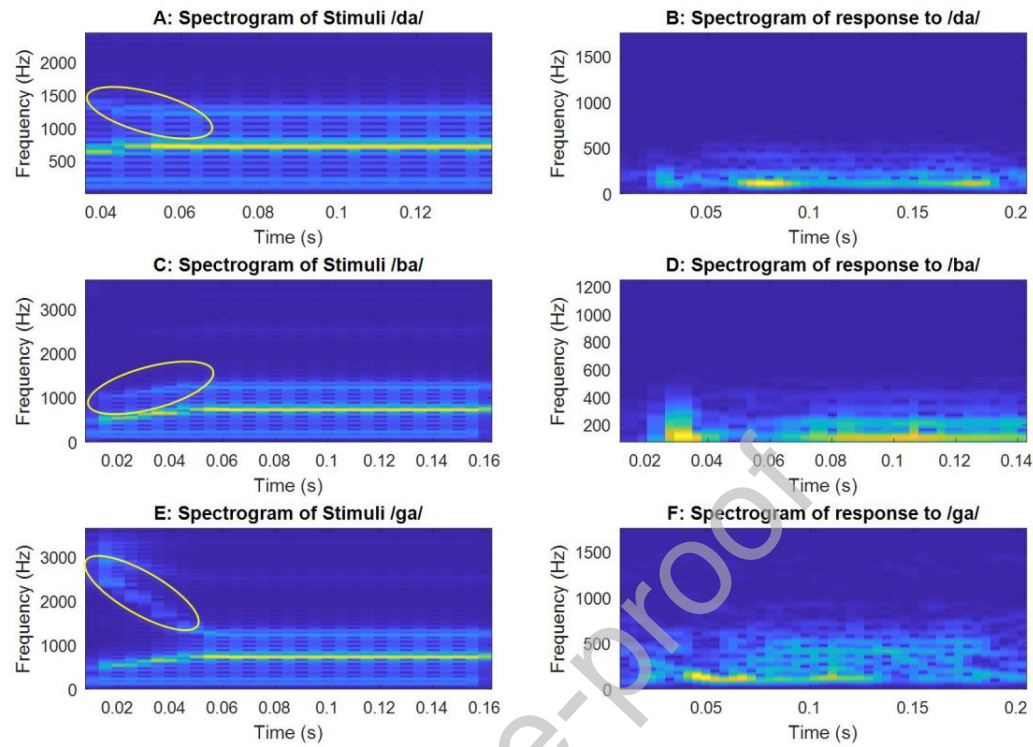 A: Spectrogram of Stimuli /da/
Frequency (Hz)
2000
1500
1000
500
0.04 0.06 0.08 0.1 0.12
Time (s)
B: Spectrogram of response to /da/
Frequency (Hz)
1500
1000
500
0
0.05 0.1 0.15 0.2
Time (s)
C: Spectrogram of Stimuli /ba/
Frequency (Hz)
3000
2000
1000
0
0.02 0.04 0.06 0.08 0.1 0.12 0.14 0.16
Time (s)
D: Spectrogram of response to /ba/
Frequency (Hz)
1200
1000
800
600
400
200
0.02 0.04 0.06 0.08 0.1 0.12 0.14
Time (s)
E: Spectrogram of Stimuli /ga/
Frequency (Hz)
3000
2000
1000
0
0.02 0.04 0.06 0.08 0.1 0.12 0.14 0.16
Time (s)
F: Spectrogram of response to /ga/
Frequency (Hz)
1500
1000
500
0
0.05 0.1 0.15 0.2
Time (s)
e-proof